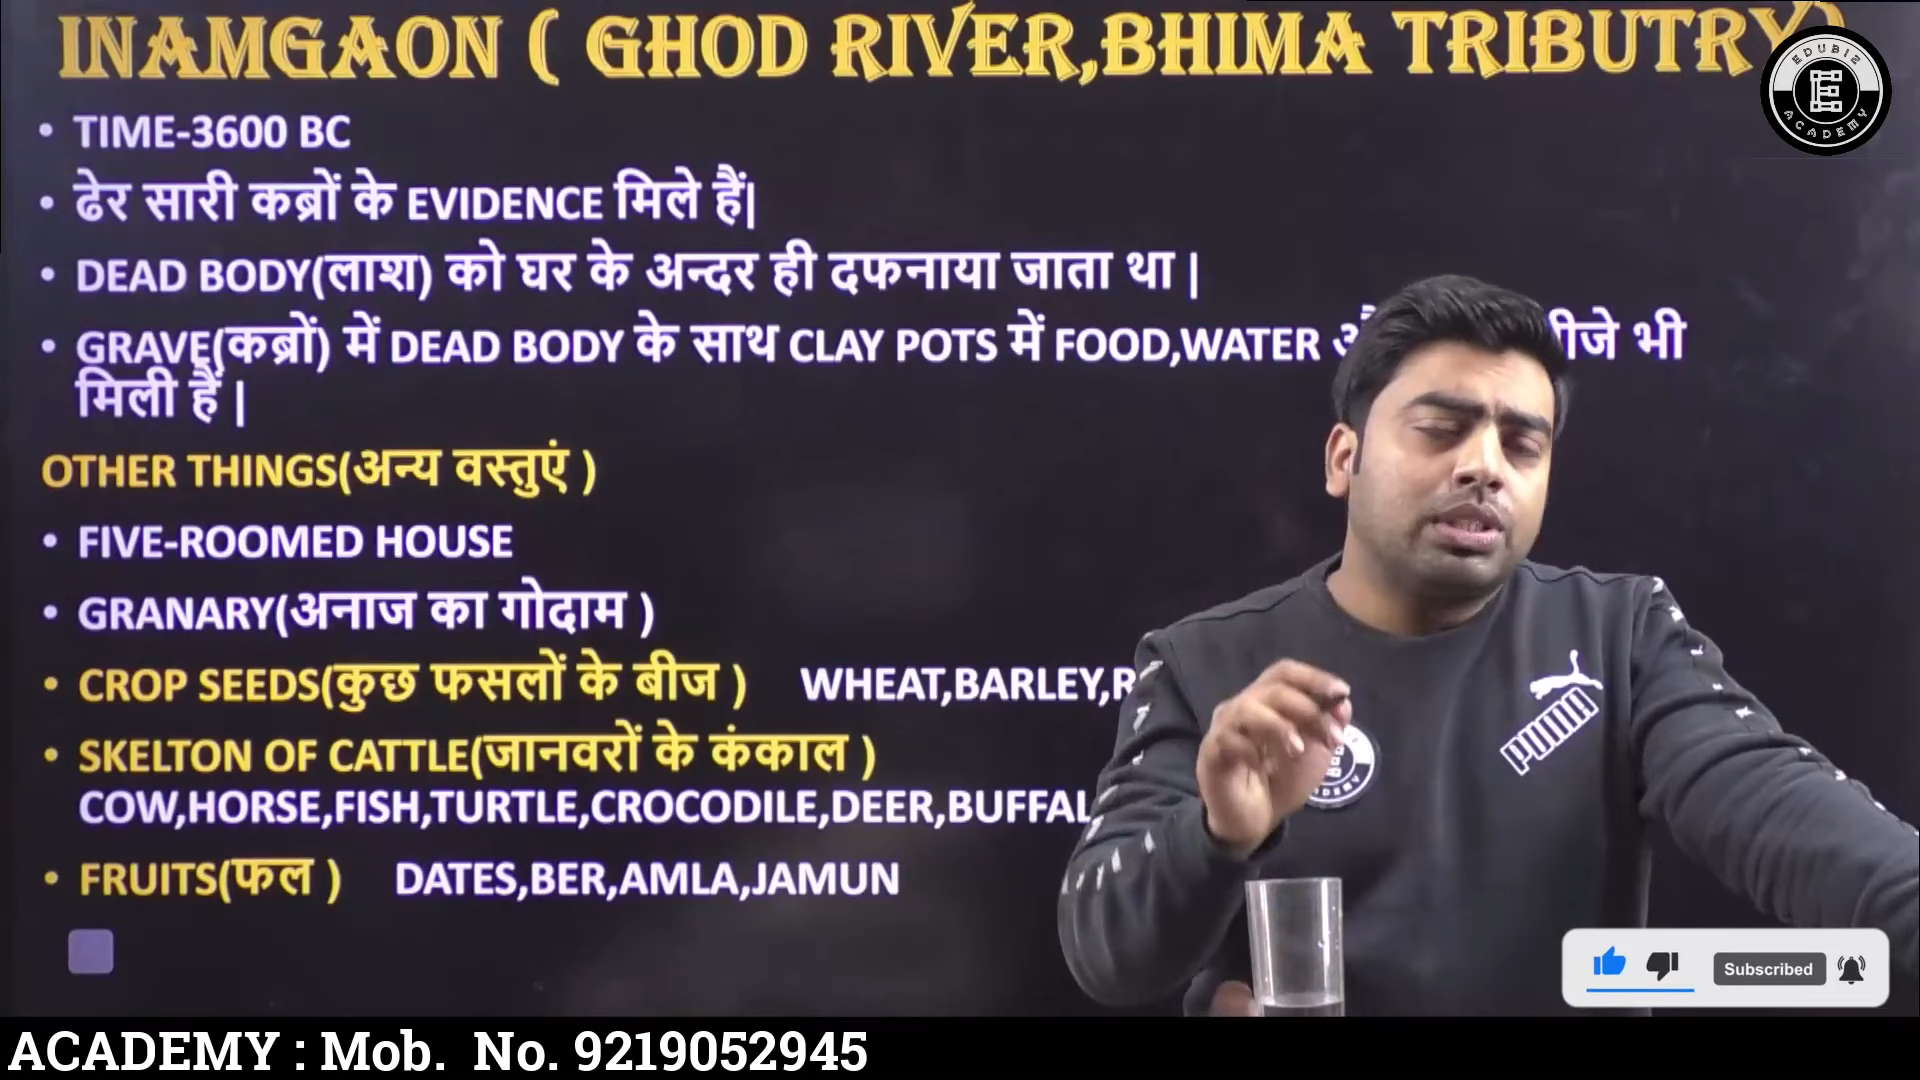 INAMGAON ( GHOD RIVER,BHIMA TRIBUTRY)
EDUBIZ
ACADEMY
• TIME-3600 BC
• ढेर सारी कब्रों के EVIDENCE मिले हैं|
• DEAD BODY(लाश) को घर के अन्दर ही दफनाया जाता था |
• GRAVE(कब्रों) में DEAD BODY के साथ CLAY POTS में FOOD,WATER भी
मिली हैं |
OTHER THINGS(अन्य वस्तुएं )
• FIVE-ROOMED HOUSE
• GRANARY(अनाज का गोदाम )
• CROP SEEDS(कुछ फसलों के बीज ) WHEAT,BARLEY,
• SKELTON OF CATTLE(जानवरों के कंकाल )
COW,HORSE,FISH,TURTLE,CROCODILE,DEER,
• FRUITS(फल ) DATES,BER,AMLA,JAMUN
PUMA
Subscribed
ACADEMY : Mob. No. 9219052945